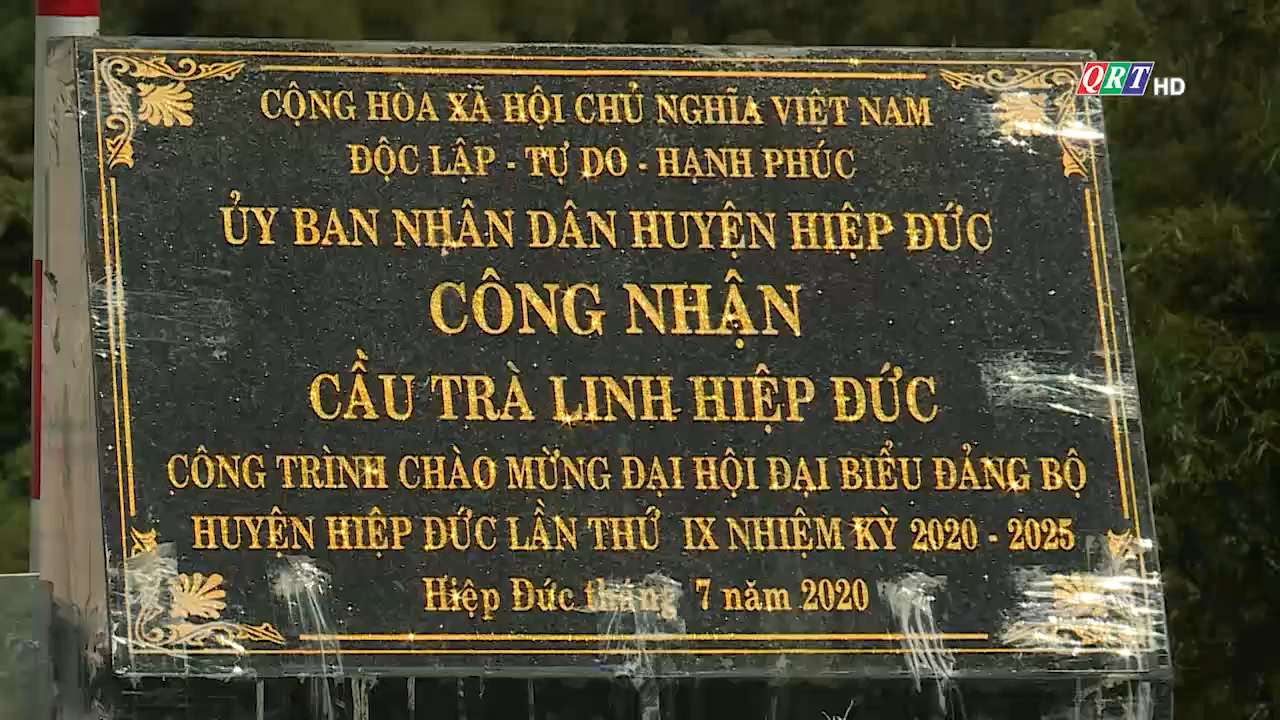 QRT HD
CỘNG HÒA XÃ HỘI CHỦ NGHĨA VIỆT NAM
ĐỘC LẬP - TỰ DO - HẠNH PHÚC
ỦY BAN NHÂN DÂN HUYỆN HIỆP ĐỨC
CÔNG NHẬN
CẦU TRÀ LINH HIỆP ĐỨC
CÔNG TRÌNH CHÀO MỪNG ĐẠI HỘI ĐẠI BIỂU ĐẢNG BỘ
HUYỆN HIỆP ĐỨC LẦN THỨ IX NHIỆM KỲ 2020 - 2025
Hiệp Đức tháng 7 năm 2020